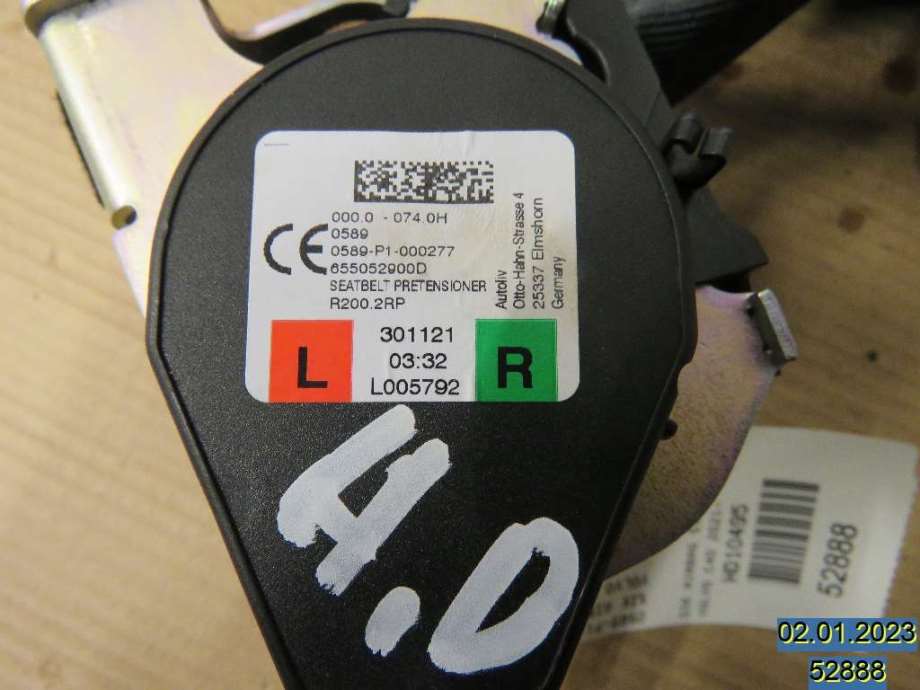 000.0 - 074.0H
CE 0589
0589-P1-000277
655052900D
SEATBELT PRETENSIONER
R200.2RP
Autoliv
Otto-Hahn-Strasse 4
25337 Elmshorn
Germany
L
301121
03:32
L005792
R
4.D
HD10495
52888
02.01.2023
52888